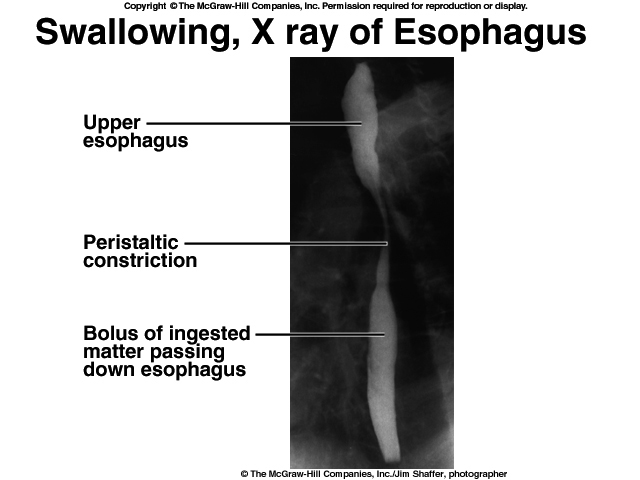 Copyright © The McGraw-Hill Companies, Inc. Permission required for reproduction or display.
Swallowing, X ray of Esophagus
Upper
esophagus
Peristaltic
constriction
Bolus of ingested
matter passing
down esophagus
© The McGraw-Hill Companies, Inc./Jim Shaffer, photographer